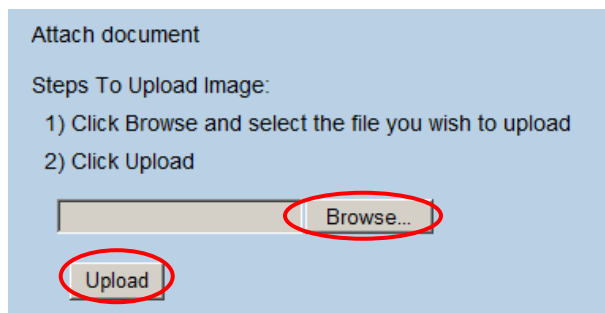 Attach document
Steps To Upload Image:
1) Click Browse and select the file you wish to upload
2) Click Upload
Browse...
Upload